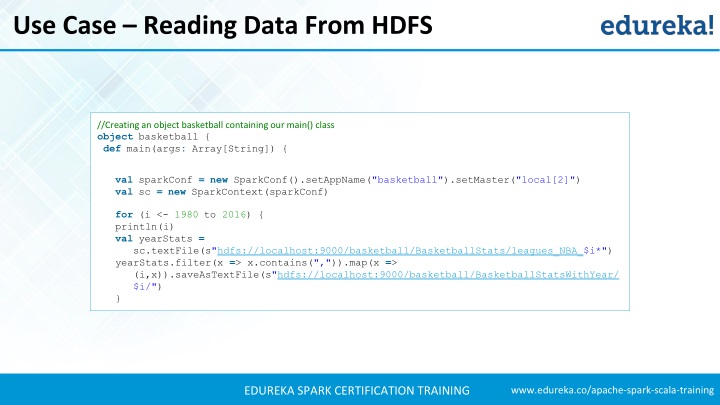 Use Case – Reading Data From HDFS
edureka!
//Creating an object basketball containing our main() class
object basketball {
def main(args: Array[String]) {
val sparkConf = new SparkConf().setAppName("basketball").setMaster("local[2]")
val sc = new SparkContext(sparkConf)
for (i <- 1980 to 2016) {
println(i)
val yearStats =
sc.textFile(s"hdfs://localhost:9000/basketball/BasketballStats/leagues_NBA_$i*")
yearStats.filter(x => x.contains(",")).map(x =>
(i,x)).saveAsTextFile(s"hdfs://localhost:9000/basketball/BasketballStatsWithYear/
$i/")
}
EDUREKA SPARK CERTIFICATION TRAINING
www.edureka.co/apache-spark-scala-training